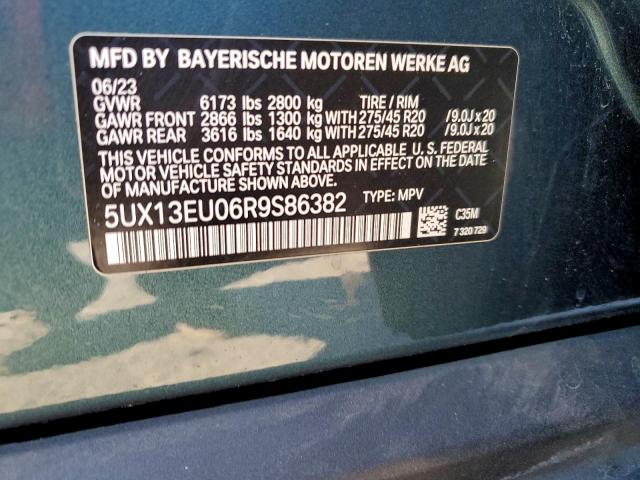 MFD BY BAYERISCHE MOTOREN WERKE AG
06/23
GVWR 6173 lbs 2800 kg TIRE / RIM
GAWR FRONT 2866 lbs 1300 kg WITH 275/45 R20 /9.0J x 20
GAWR REAR 3616 lbs 1640 kg WITH 275/45 R20 /9.0J x 20
THIS VEHICLE CONFORMS TO ALL APPLICABLE U. S. FEDERAL
MOTOR VEHICLE SAFETY STANDARDS IN EFFECT ON THE DATE
OF MANUFACTURE SHOWN ABOVE.
5UX13EU06R9S86382 TYPE: MPV
C35M
7 320 729